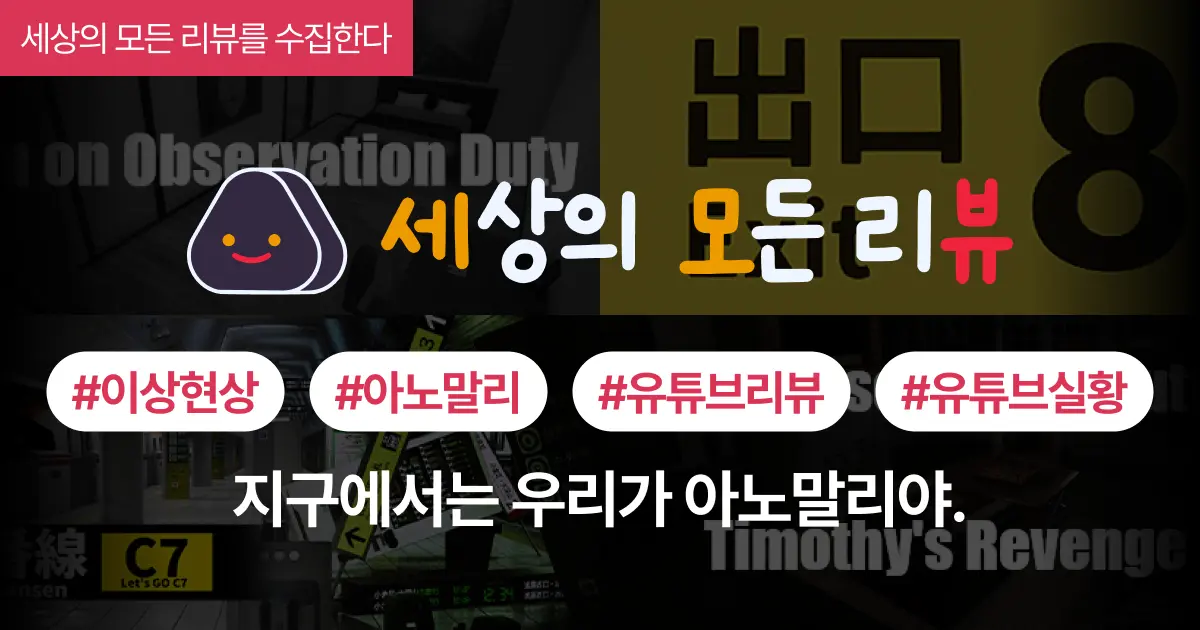 세상의 모든 리뷰를 수집한다
on Observation Duty
出口 8
Exit
세상의 모든 리뷰
#이상현상 #아노말리 #유튜브리뷰 #유튜브실황
지구에서는 우리가 아노말리야.
C7
Let's GO C7
Timothy's Revenge
12:34